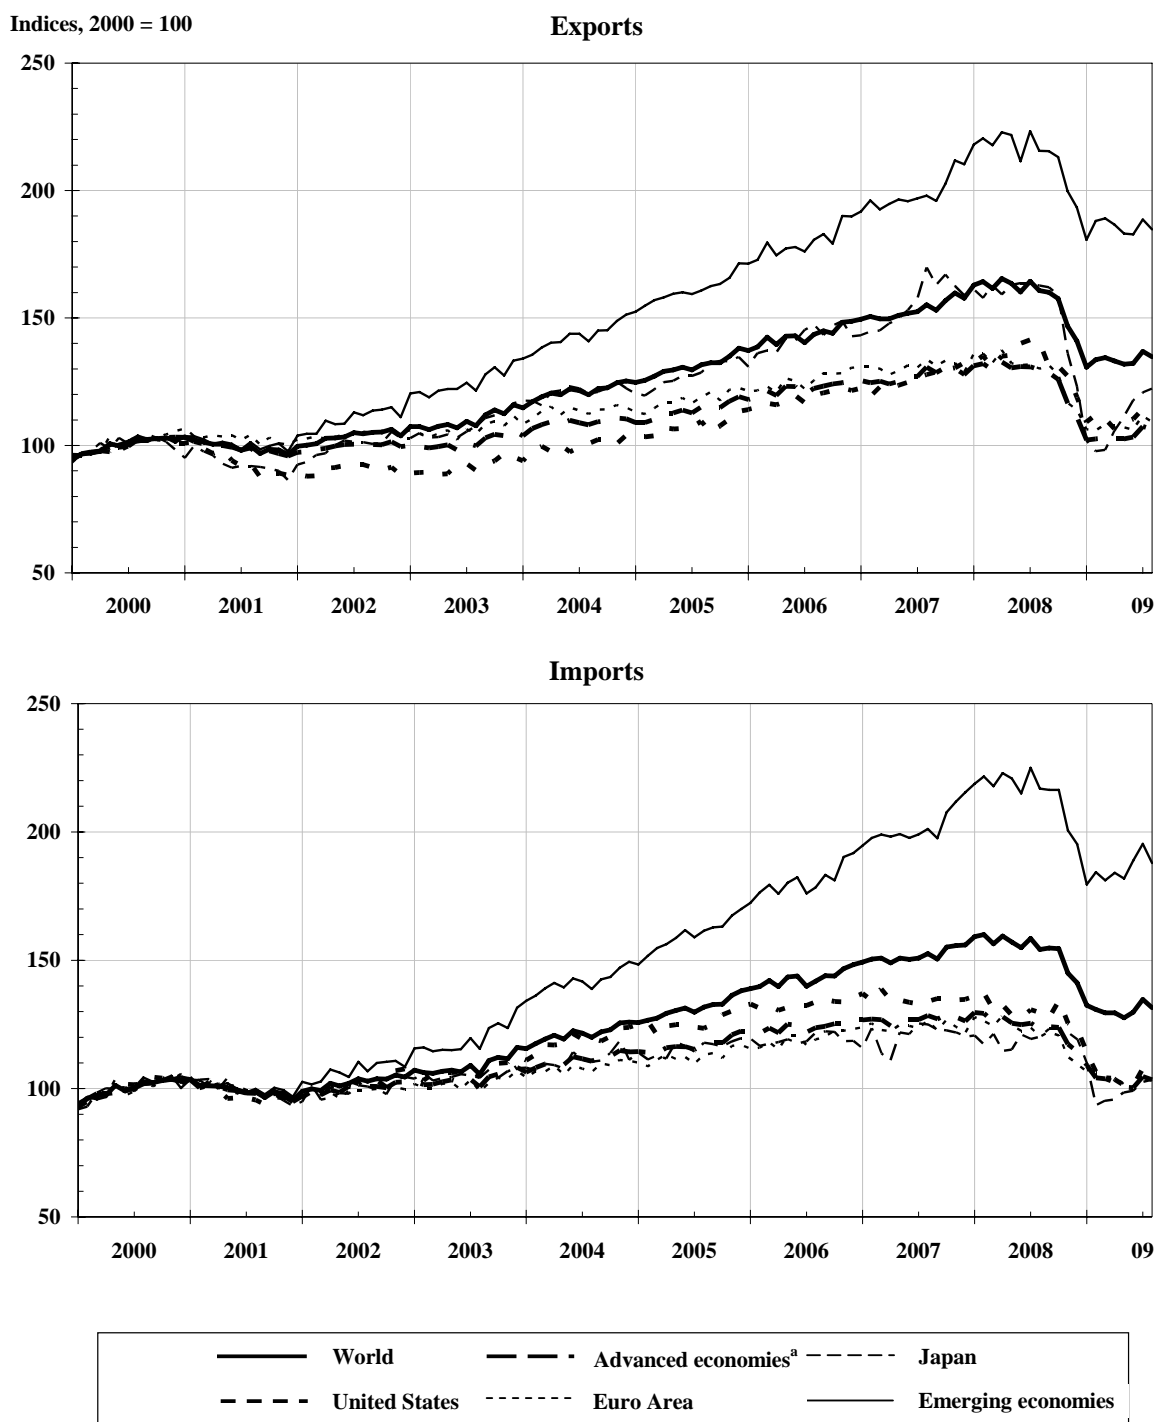 Indices, 2000 = 100
Exports
250
200
150
100
50
2000 2001 2002 2003 2004 2005 2006 2007 2008 09
Imports
250
200
150
100
50
2000 2001 2002 2003 2004 2005 2006 2007 2008 09
World Advanced economiesª Japan
United States Euro Area Emerging economies